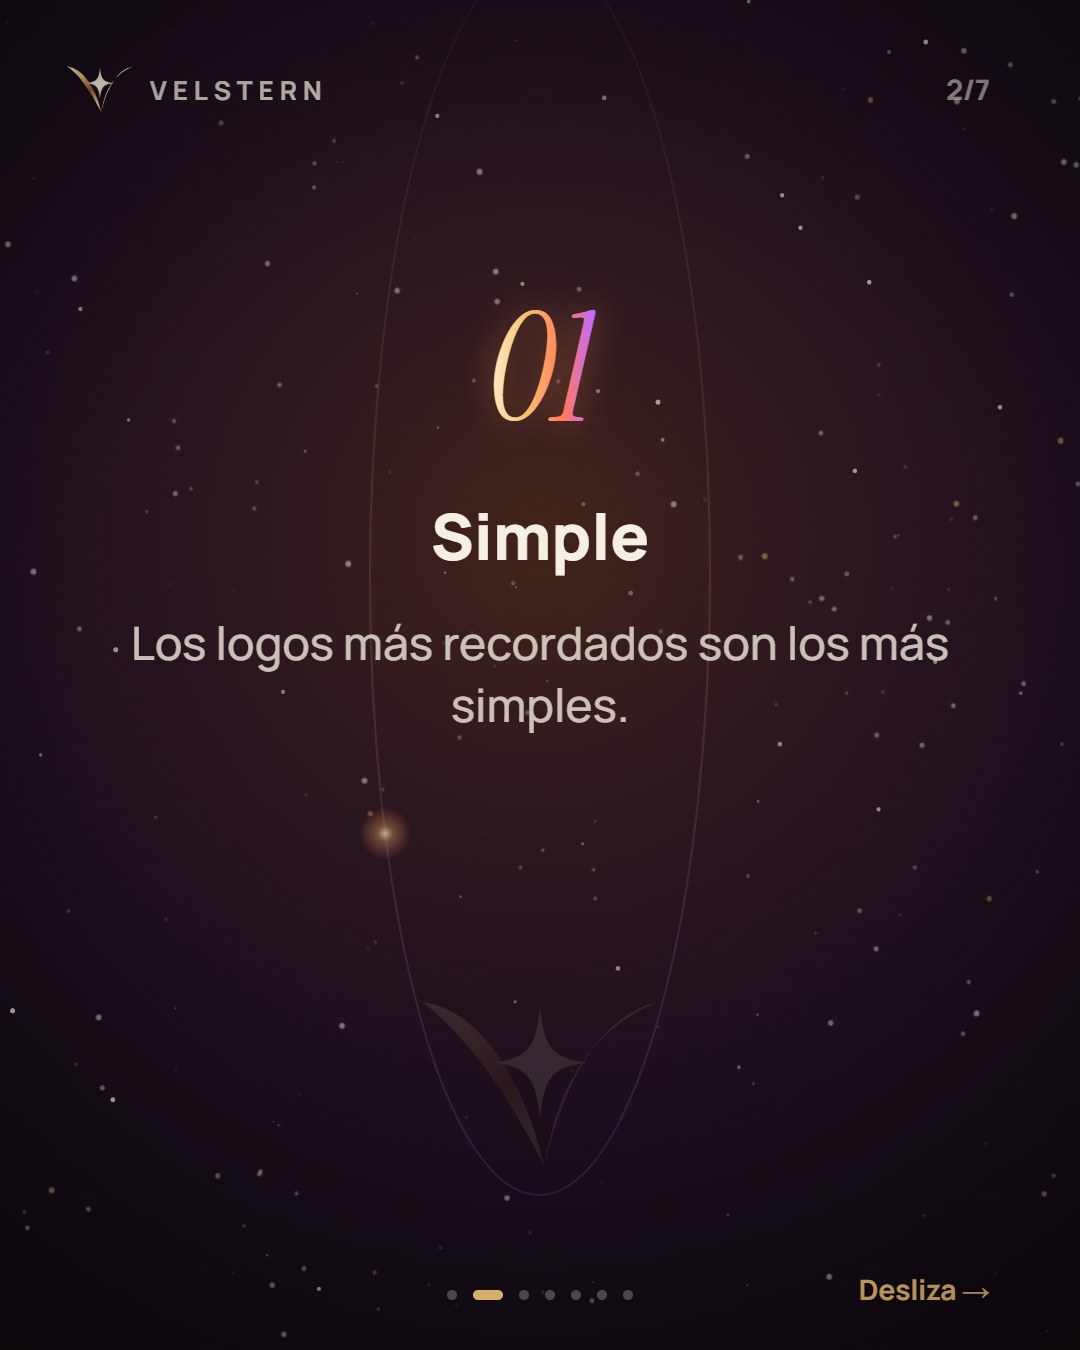 VELSTERN
2/7
01
Simple
Los logos más recordados son los más
simples.
Desliza→